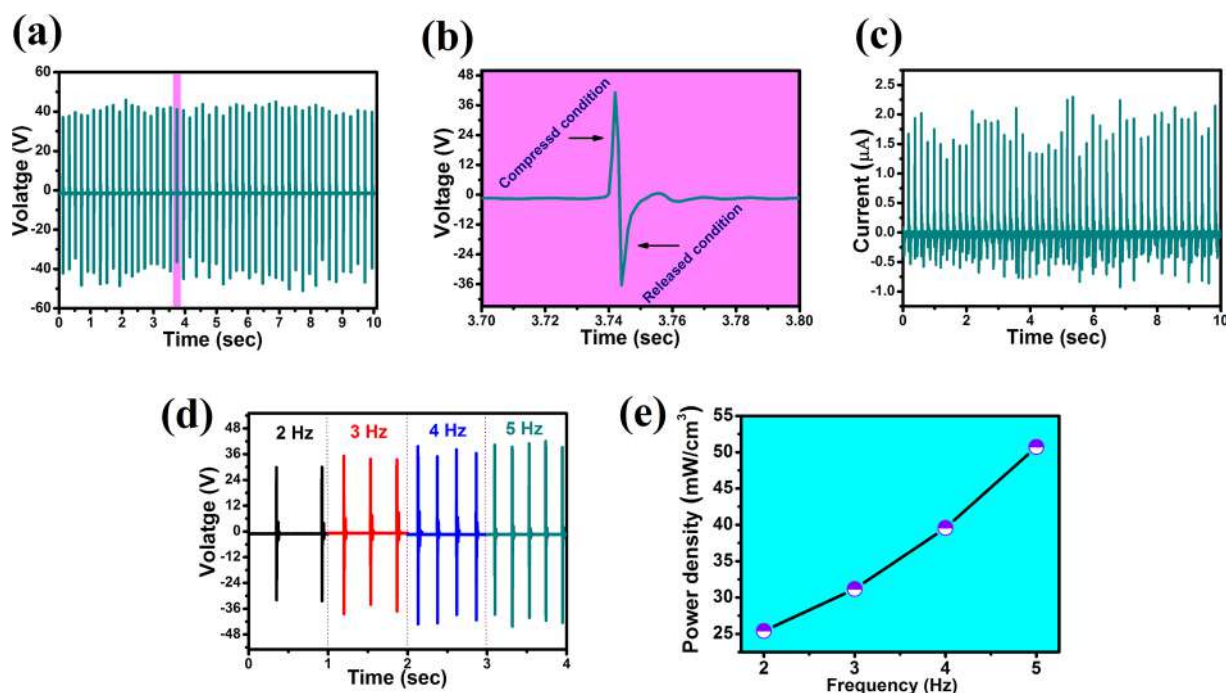 (a)
60
40
20
0
-20
-40
-60
Volatge (V)
0 1 2 3 4 5 6 7 8 9 10
Time (sec)
(b)
48
36
24
12
0
-12
-24
-36
Voltage (V)
Compressd condition
Released condition
3.70 3.72 3.74 3.76 3.78 3.80
Time (sec)
(c)
2.5
2.0
1.5
1.0
0.5
0.0
-0.5
-1.0
Current (μA)
0 2 4 6 8 10
Time (sec)
(d)
48
36
24
12
0
-12
-24
-36
-48
Volatge (V)
2 Hz 3 Hz 4 Hz 5 Hz
0 1 2 3 4
Time (sec)
(e)
55
50
45
40
35
30
25
Power density (mW/cm³)
2 3 4 5
Frequency (Hz)